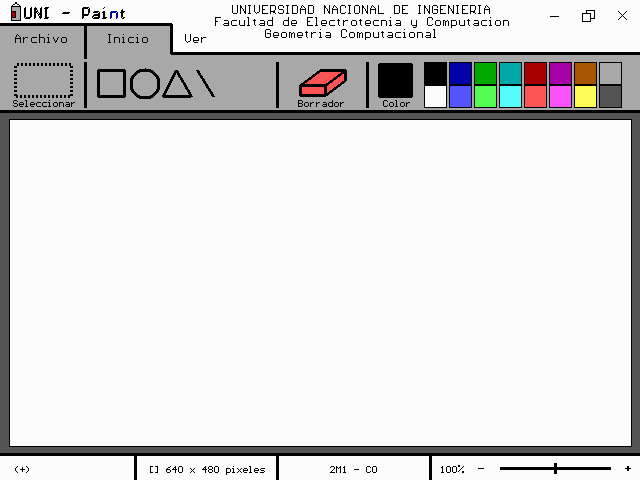 UNI - Paint
UNIVERSIDAD NACIONAL DE INGENIERIA
Facultad de Electrotecnia y Computacion
Geometria Computacional
Archivo
Inicio
Ver
Seleccionar
Borrador
Color
(+)
[] 640 x 480 pixeles
2M1 - CO
100%
-
+